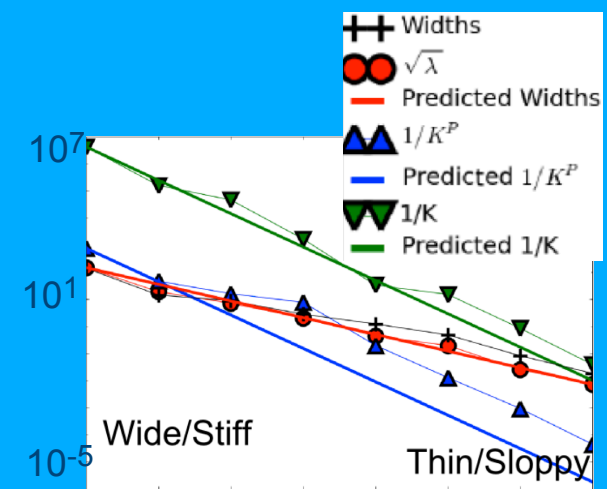 Widths
√λ
Predicted Widths
1/K^P
Predicted 1/K^P
1/K
Predicted 1/K
10^7
10^1
10^-5
Wide/Stiff
Thin/Sloppy